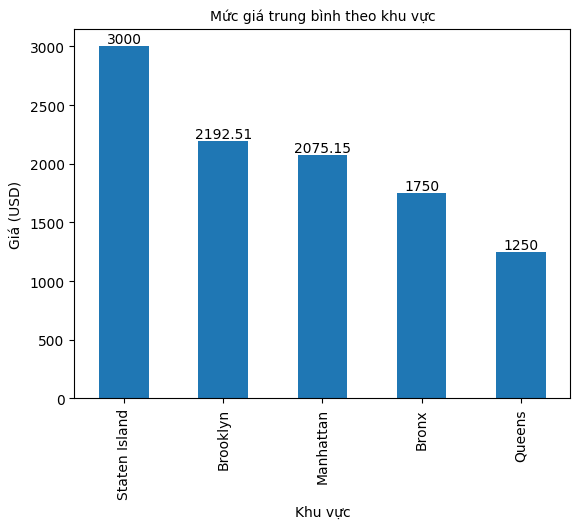 Mức giá trung bình theo khu vực
3000
2192.51
2075.15
1750
1250
3000
2500
2000
1500
1000
500
0
Giá (USD)
Staten Island
Brooklyn
Manhattan
Bronx
Queens
Khu vực